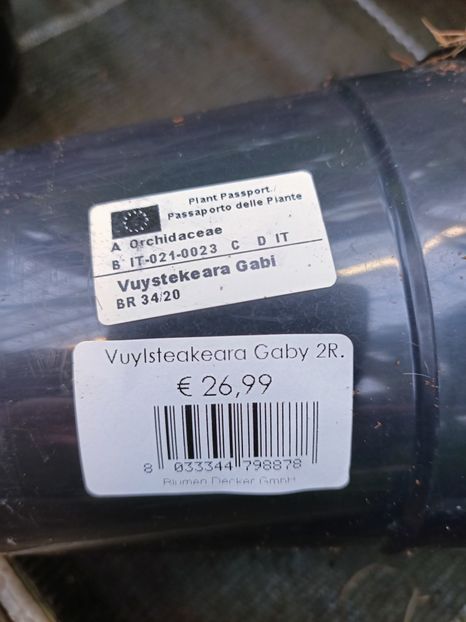 Plant Passport./
Passaporto delle Piante
A Orchidaceae
B IT-021-0023 C D IT
Vuystekeara Gabi
BR 34/20
Vuylsteakeara Gaby 2R.
€ 26,99
8 033344 798878
Blumen Decker GmbH